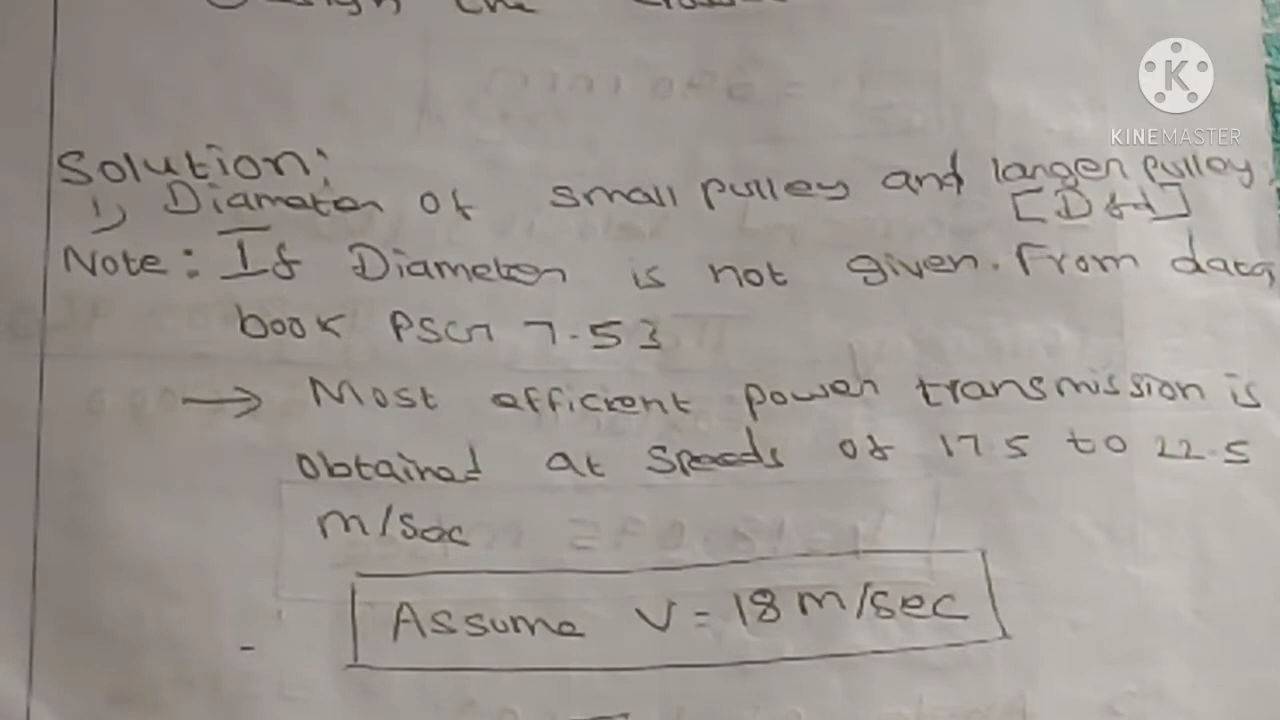 the
K
KINEMASTER
Solution:
1) Diameter of small pulley and larger pulley
[D & d]
Note: If Diameter is not given. From data
book PSG 7.53
→ Most efficient power transmission is
obtained at speeds of 17.5 to 22.5
m/sec
Assume V = 18 m/sec